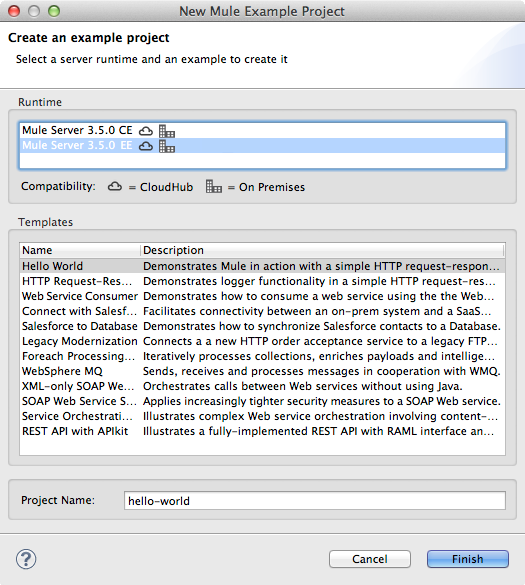 New Mule Example Project
Create an example project
Select a server runtime and an example to create it
Runtime
Mule Server 3.5.0 CE
Mule Server 3.5.0 EE
Compatibility: = CloudHub = On Premises
Templates
Name Description
Hello World Demonstrates Mule in action with a simple HTTP request-respon...
HTTP Request-Res... Demonstrates logger functionality in a simple HTTP request-res...
Web Service Consumer Demonstrates how to consume a web service using the the Web...
Connect with Salesf... Facilitates connectivity between an on-prem system and a SaaS...
Salesforce to Database Demonstrates how to synchronize Salesforce contacts to a Database.
Legacy Modernization Connects a a new HTTP order acceptance service to a legacy FTP...
Foreach Processing... Iteratively processes collections, enriches payloads and intellige...
WebSphere MQ Sends, receives and processes messages in cooperation with WMQ.
XML-only SOAP We... Orchestrates calls between Web services without using Java.
SOAP Web Service S... Applies increasingly tighter security measures to a SOAP Web service.
Service Orchestrati... Illustrates complex Web service orchestration involving content-...
REST API with APIkit Illustrates a fully-implemented REST API with RAML interface an...
Project Name: hello-world
? Cancel Finish